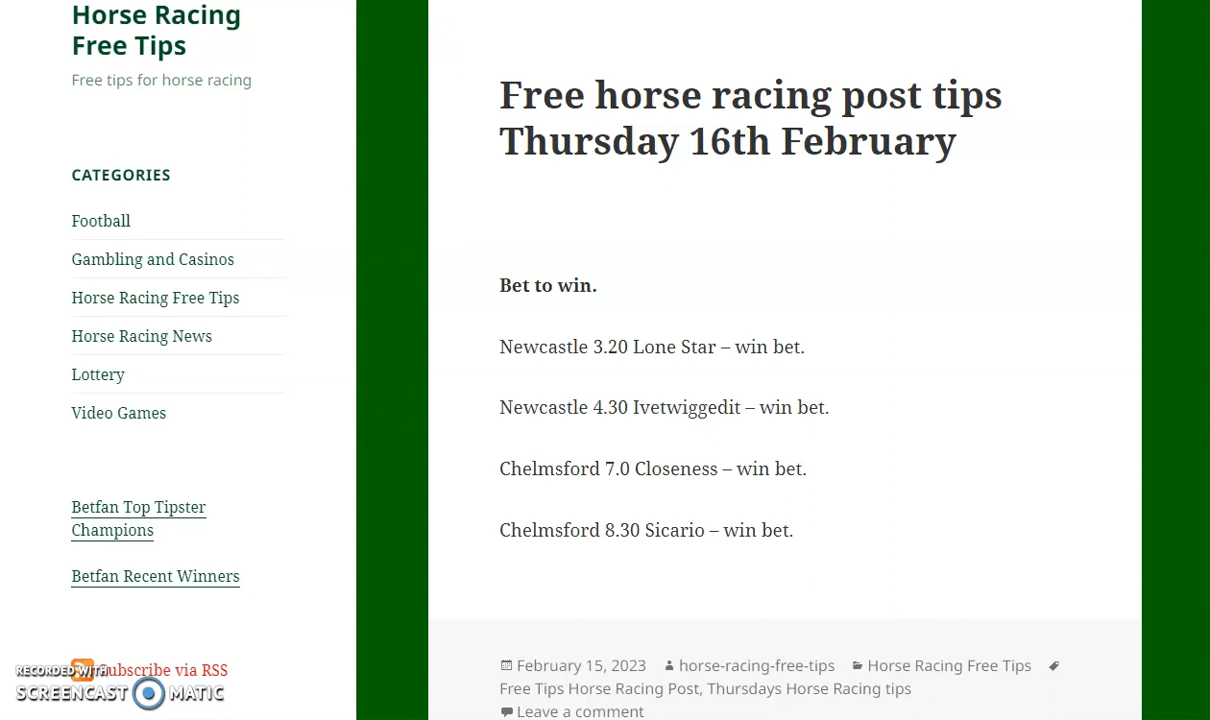 Horse Racing
Free Tips
Free tips for horse racing
CATEGORIES
Football
Gambling and Casinos
Horse Racing Free Tips
Horse Racing News
Lottery
Video Games
Betfan Top Tipster
Champions
Betfan Recent Winners
Subscribe via RSS
RECORDED WITH
SCREENCAST MATIC
Free horse racing post tips
Thursday 16th February
Bet to win.
Newcastle 3.20 Lone Star – win bet.
Newcastle 4.30 Ivetwiggedit – win bet.
Chelmsford 7.0 Closeness – win bet.
Chelmsford 8.30 Sicario – win bet.
February 15, 2023 horse-racing-free-tips Horse Racing Free Tips
Free Tips Horse Racing Post, Thursdays Horse Racing tips
Leave a comment